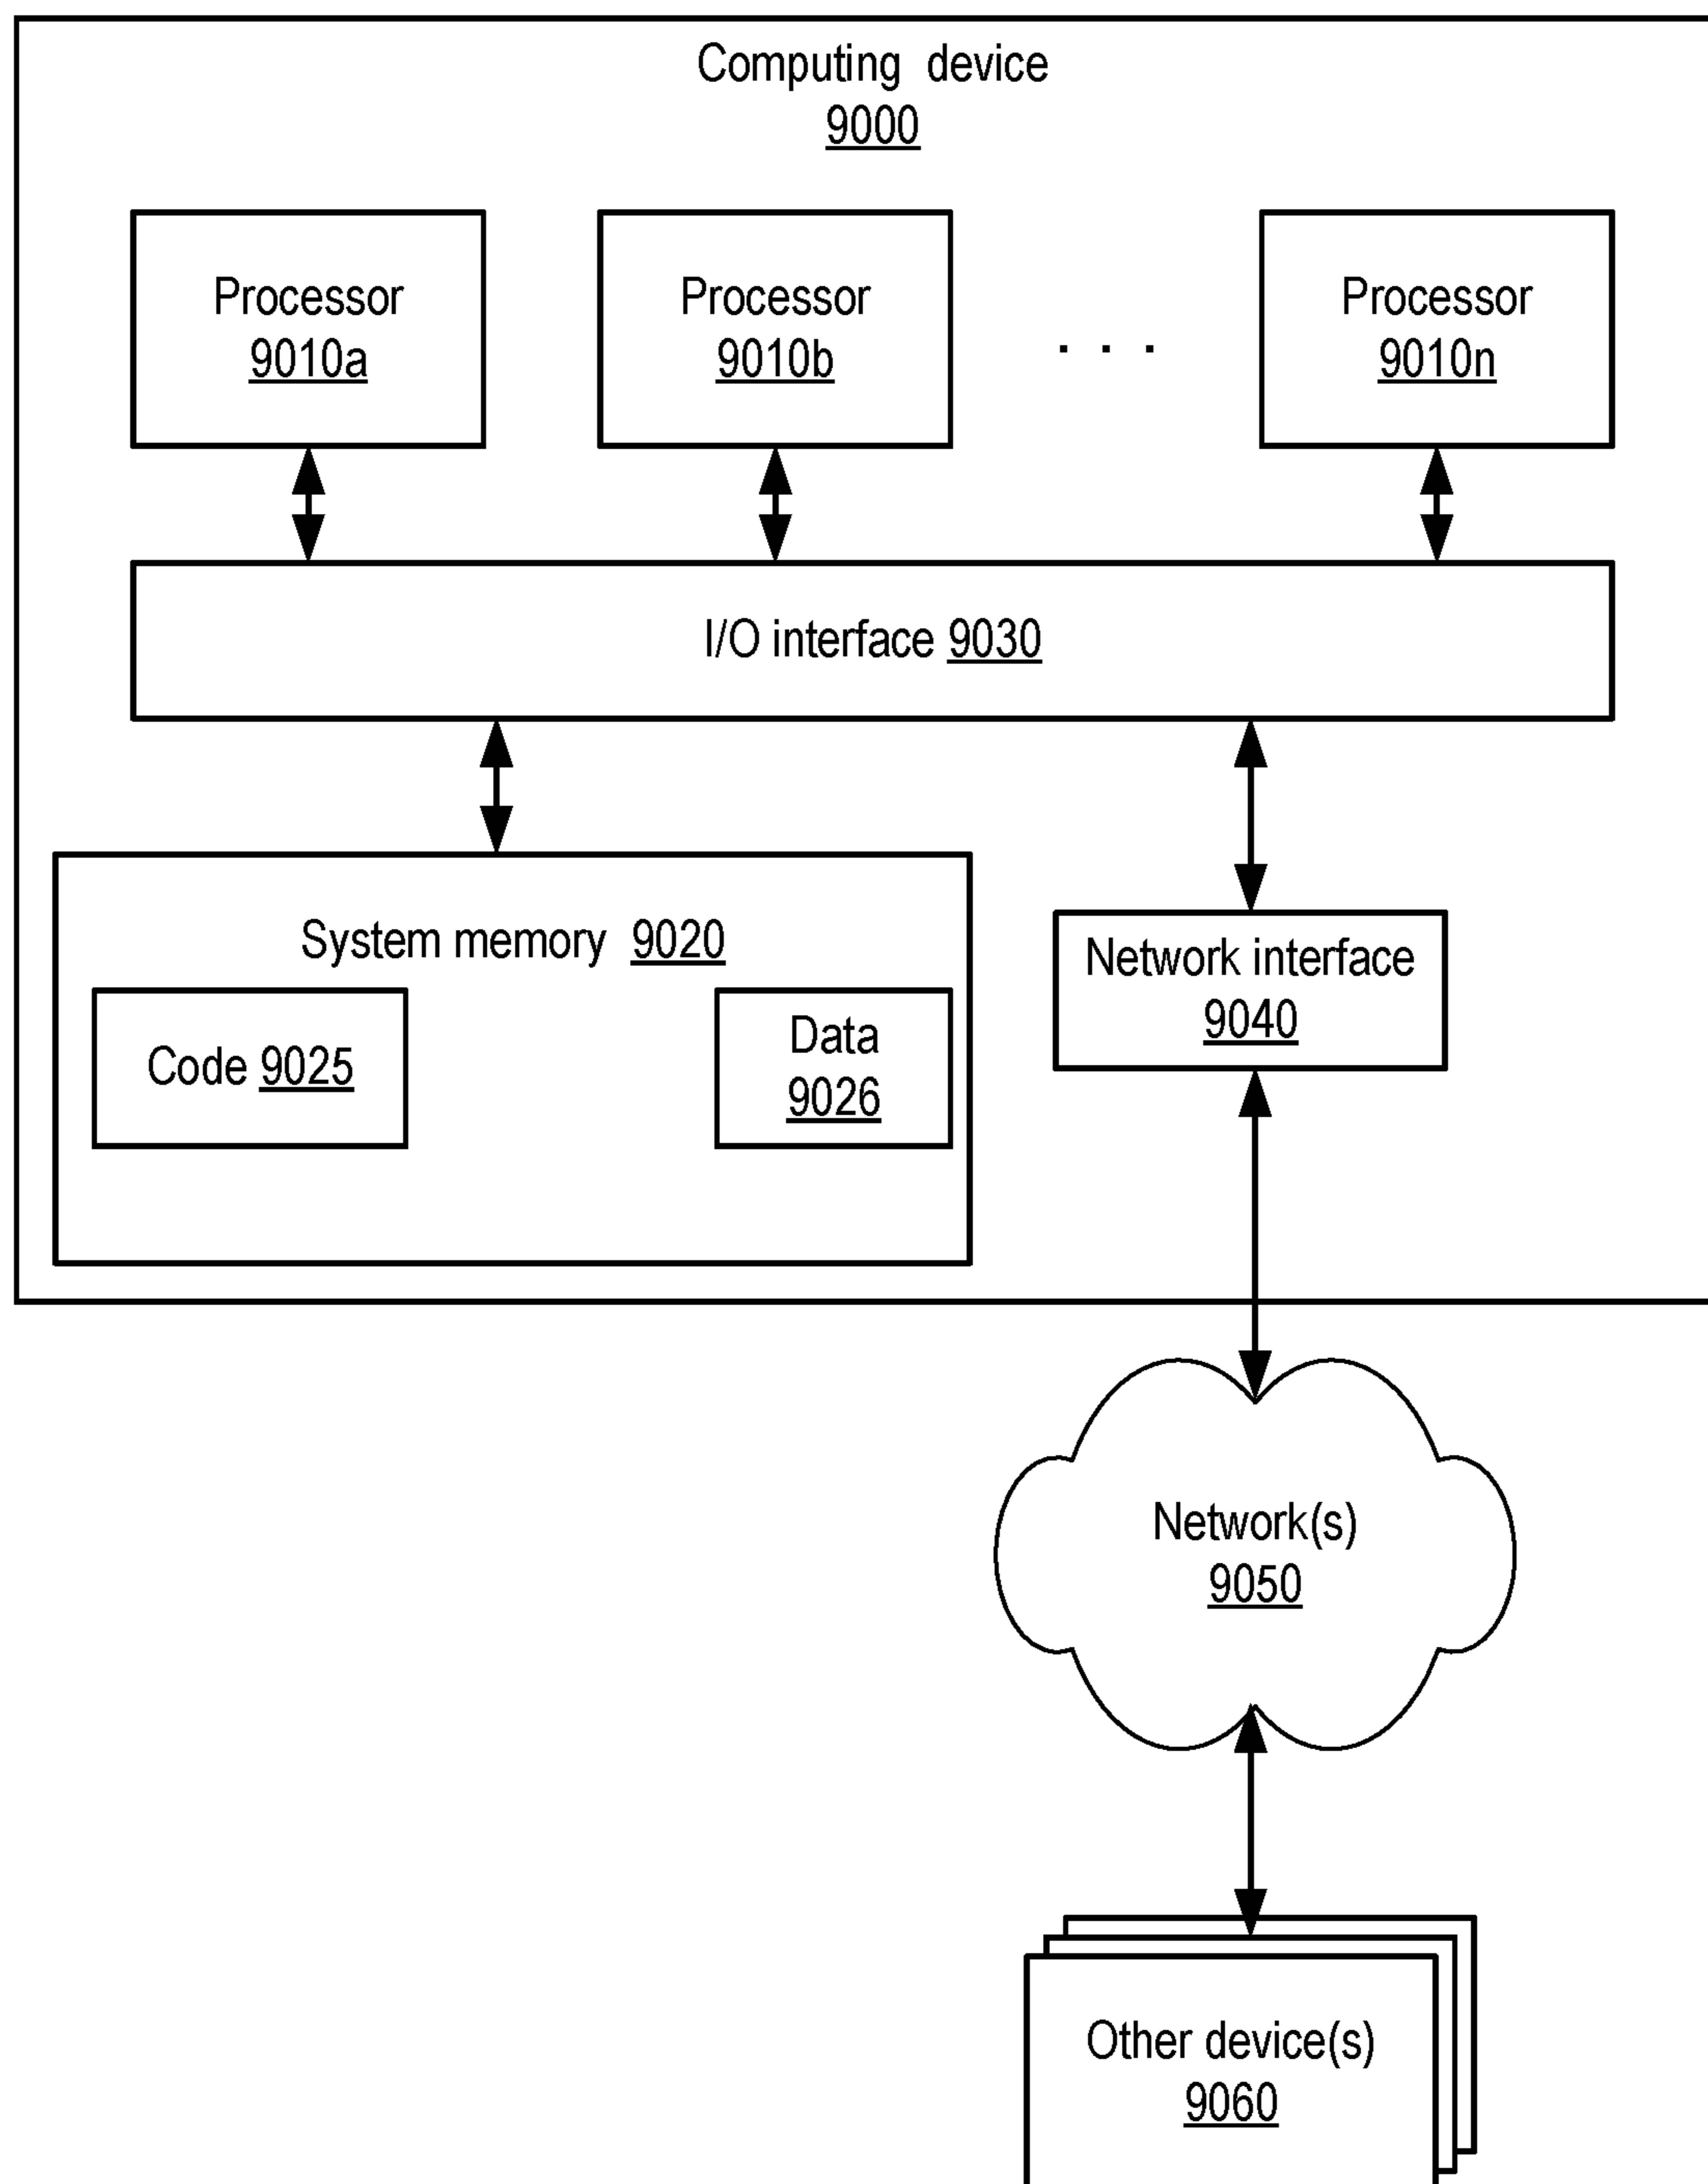 Computing device
9000
Processor
9010a
Processor
9010b
. . .
Processor
9010n
I/O interface 9030
System memory 9020
Code 9025
Data
9026
Network interface
9040
Network(s)
9050
Other device(s)
9060